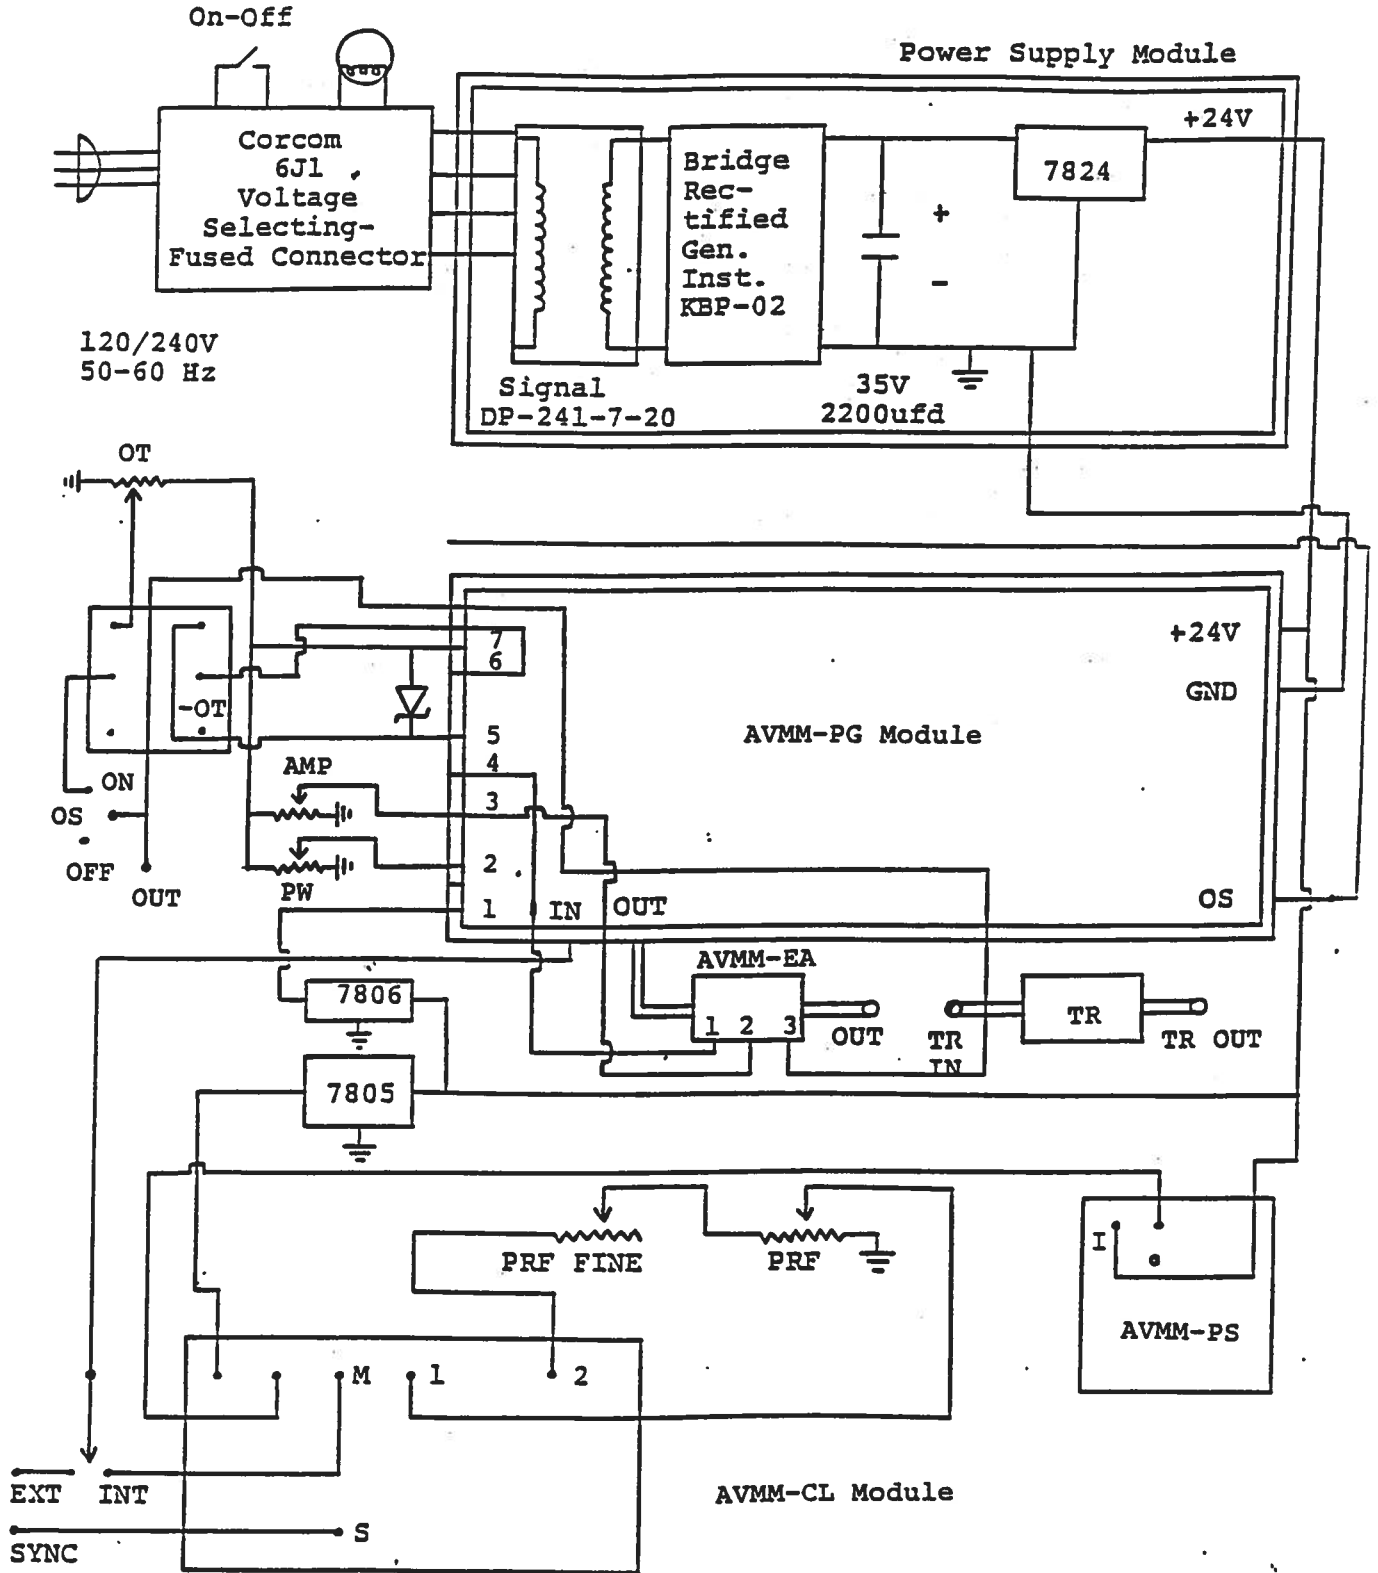 On-Off
Power Supply Module
Corcom
6J1
Voltage
Selecting-
Fused Connector
Bridge
Rec-
tified
Gen.
Inst.
KBP-02
+
-
7824
+24V
120/240V
50-60 Hz
Signal
DP-241-7-20
35V
2200ufd
OT
-OT
ON
OS
OFF
OUT
AMP
PW
7
6
5
4
3
2
1
IN
OUT
AVMM-PG Module
+24V
GND
OS
7806
7805
AVMM-EA
1 2 3
OUT
TR
IN
TR
TR OUT
PRF FINE
PRF
I
AVMM-PS
M
1
2
EXT
INT
AVMM-CL Module
S
SYNC